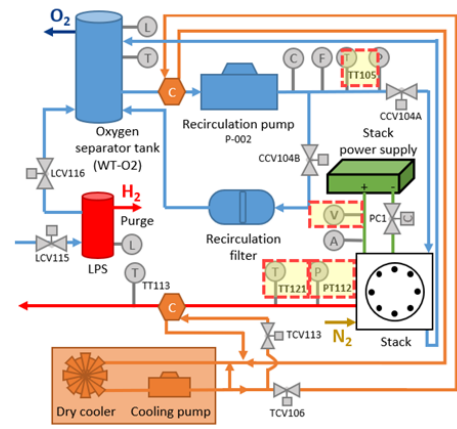 O2
L
T
C
Oxygen
separator tank
(WT-O2)
Recirculation pump
P-002
C
F
T
P
TT105
CCV104A
Stack
power supply
CCV104B
LCV116
H2
Purge
LCV115
LPS
L
Recirculation
filter
+
-
V
A
PC1
C
T
TT113
C
T
TT121
P
PT112
N2
Stack
TCV113
Dry cooler
Cooling pump
TCV106